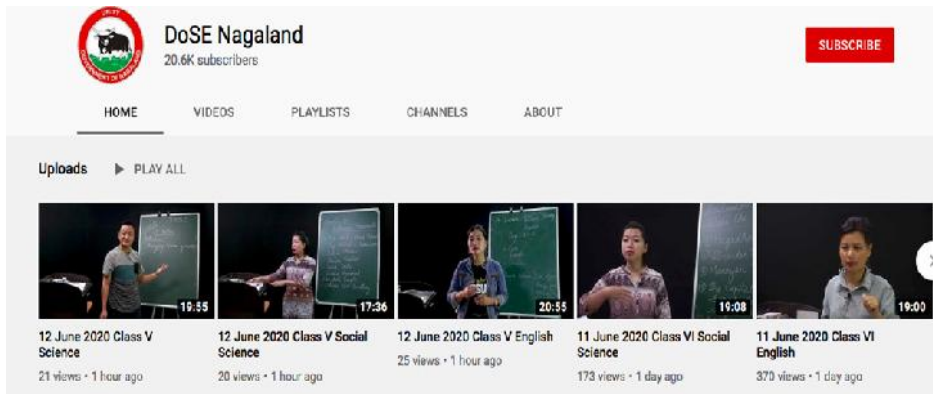 UNITY
GOVERNMENT OF NAGALAND
DoSE Nagaland
20.6K subscribers
SUBSCRIBE
HOME VIDEOS PLAYLISTS CHANNELS ABOUT
Uploads PLAY ALL
19:55 17:36 20:55 19:08 19:00
12 June 2020 Class V
Science
21 views • 1 hour ago
12 June 2020 Class V Social
Science
20 views • 1 hour ago
12 June 2020 Class V English
25 views • 1 hour ago
11 June 2020 Class VI Social
Science
173 views • 1 day ago
11 June 2020 Class VI
English
370 views • 1 day ago